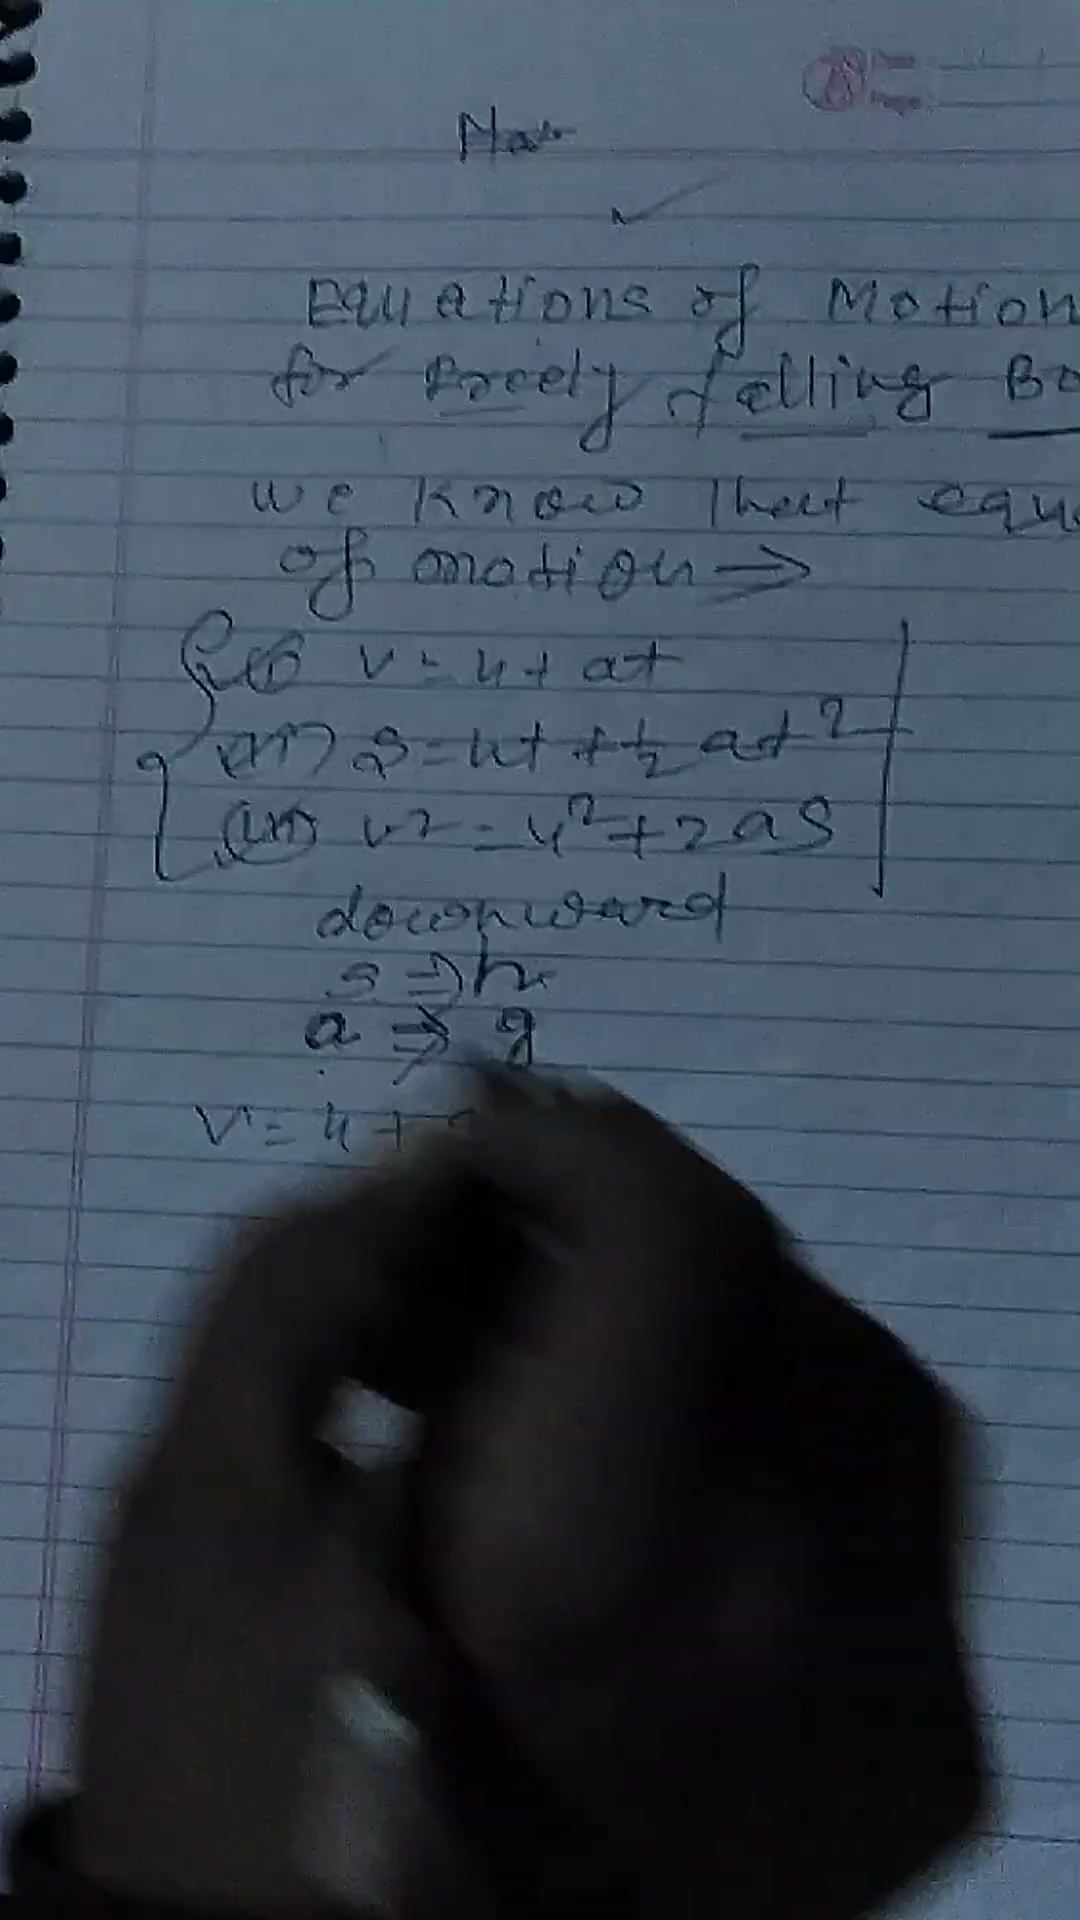 Equations of Motion
for freely falling Bo
we know that equ
of motion ⇒
(i) v = u + at
(ii) S = ut + 1/2 at²
(iii) v² = u² + 2aS
downward
s ⇒ h
a ⇒ g
v = u +